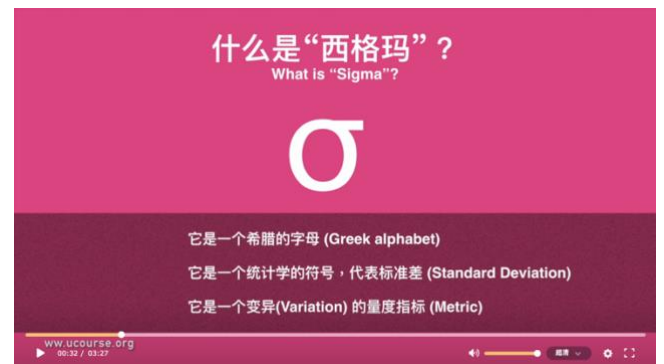 什么是“西格玛”？
What is “Sigma”?
σ
它是一个希腊的字母 (Greek alphabet)
它是一个统计学的符号，代表标准差 (Standard Deviation)
它是一个变异(Variation) 的量度指标 (Metric)
ww.ucourse.org
00:32 / 03:27
超清